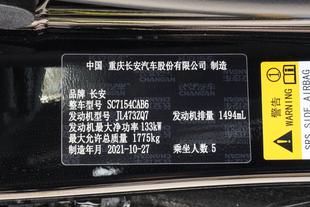 中国 重庆长安汽车股份有限公司 制造
品牌 长安
整车型号 SC7154CAB6
发动机型号 JL473ZQ7 发动机排量 1494mL
发动机最大净功率 133kW
最大允许总质量 1775kg
制造年月 2021-10-27 乘坐人数 5
警告
WARNING
SIDE AIRBAG